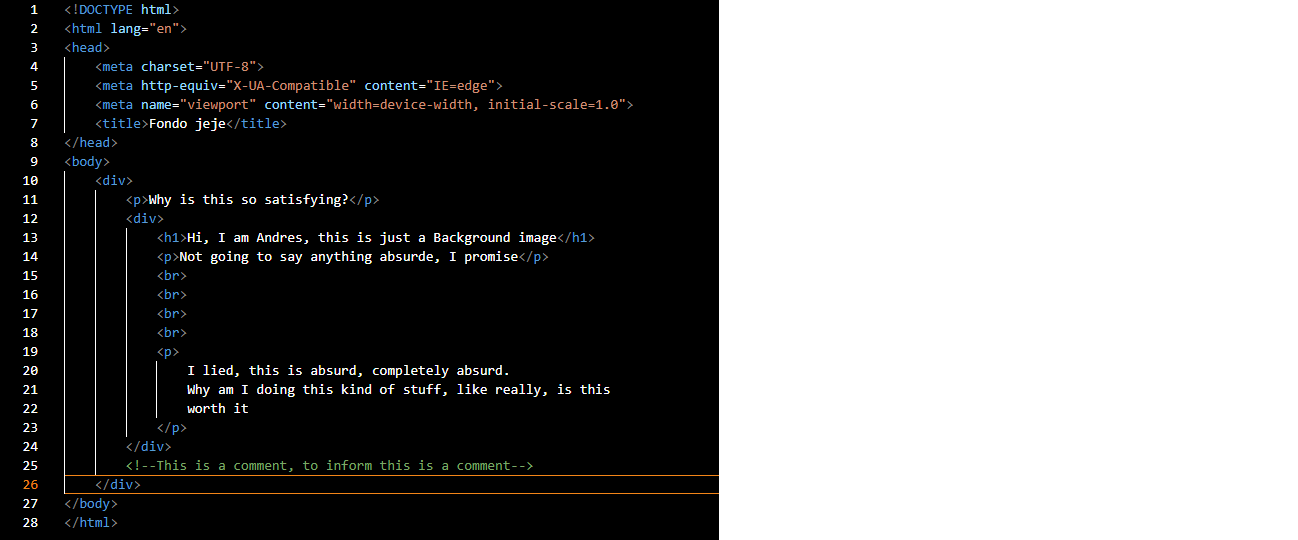 1 <!DOCTYPE html>
2 <html lang="en">
3 <head>
4 <meta charset="UTF-8">
5 <meta http-equiv="X-UA-Compatible" content="IE=edge">
6 <meta name="viewport" content="width=device-width, initial-scale=1.0">
7 <title>Fondo jeje</title>
8 </head>
9 <body>
10 <div>
11 <p>Why is this so satisfying?</p>
12 <div>
13 <h1>Hi, I am Andres, this is just a Background image</h1>
14 <p>Not going to say anything absurde, I promise</p>
15 <br>
16 <br>
17 <br>
18 <br>
19 <p>
20 I lied, this is absurd, completely absurd.
21 Why am I doing this kind of stuff, like really, is this
22 worth it
23 </p>
24 </div>
25 <!--This is a comment, to inform this is a comment-->
26 </div>
27 </body>
28 </html>